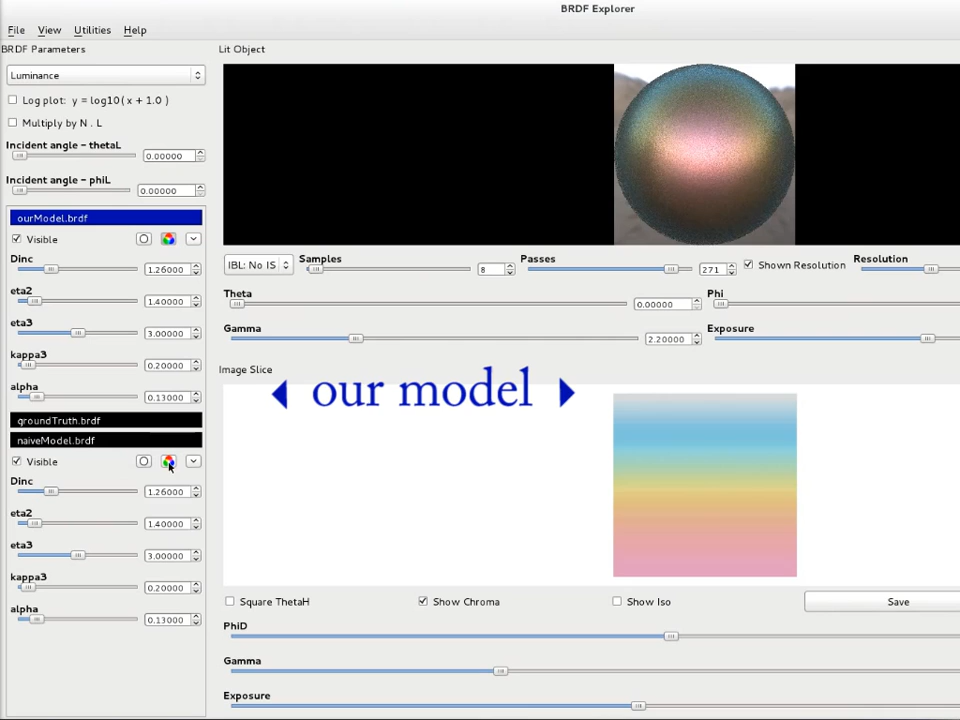 BRDF Explorer
File View Utilities Help
BRDF Parameters
Lit Object
Luminance
Log plot: y = log10( x + 1.0 )
Multiply by N . L
Incident angle - thetaL
0.00000
Incident angle - phiL
0.00000
ourModel.brdf
Visible
Dinc
1.26000
eta2
1.40000
eta3
3.00000
kappa3
0.20000
alpha
0.13000
groundTruth.brdf
naiveModel.brdf
Visible
Dinc
1.26000
eta2
1.40000
eta3
3.00000
kappa3
0.20000
alpha
0.13000
IBL: No IS
Samples
8
Passes
271
Shown Resolution
Resolution
Theta
0.00000
Phi
Gamma
2.20000
Exposure
Image Slice
our model
Square ThetaH
Show Chroma
Show Iso
Save
PhiD
Gamma
Exposure